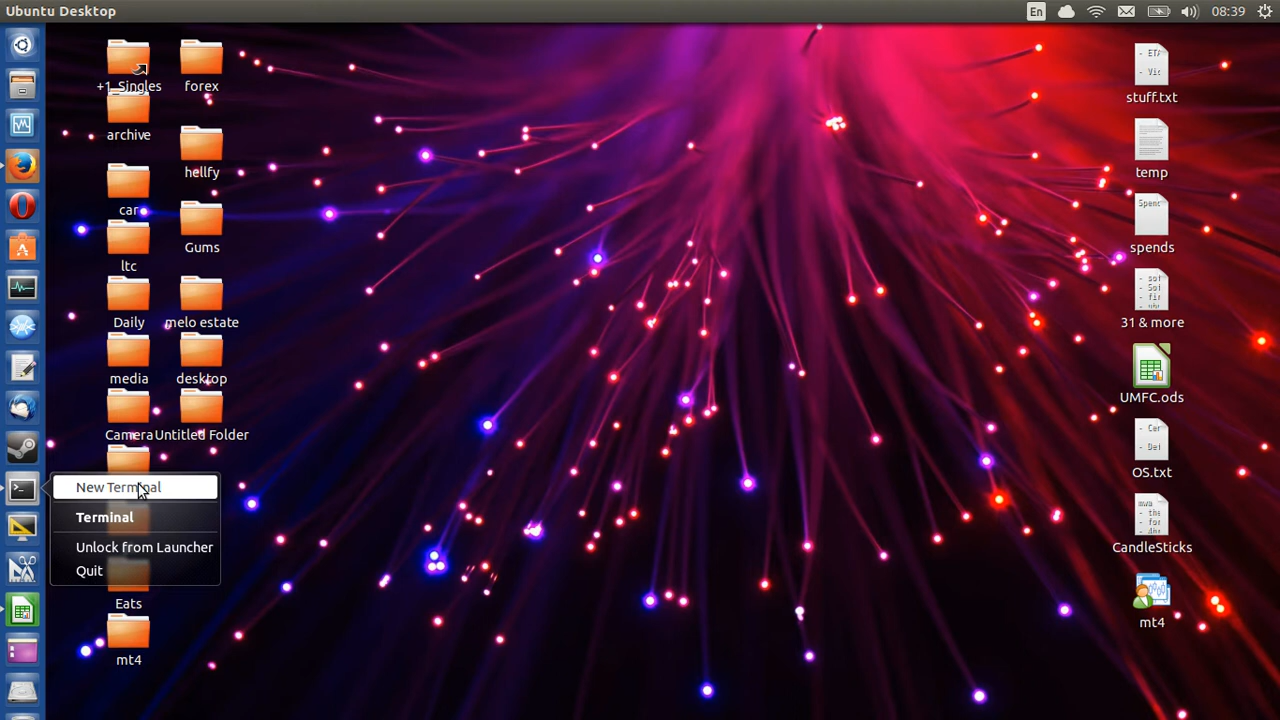 Ubuntu Desktop
En
08:39
+1_Singles
forex
archive
hellfy
car
Gums
ltc
Daily
melo estate
media
desktop
Camera
Untitled Folder
New Terminal
Terminal
Unlock from Launcher
Quit
Eats
mt4
stuff.txt
temp
spends
31 & more
UMFC.ods
OS.txt
CandleSticks
mt4